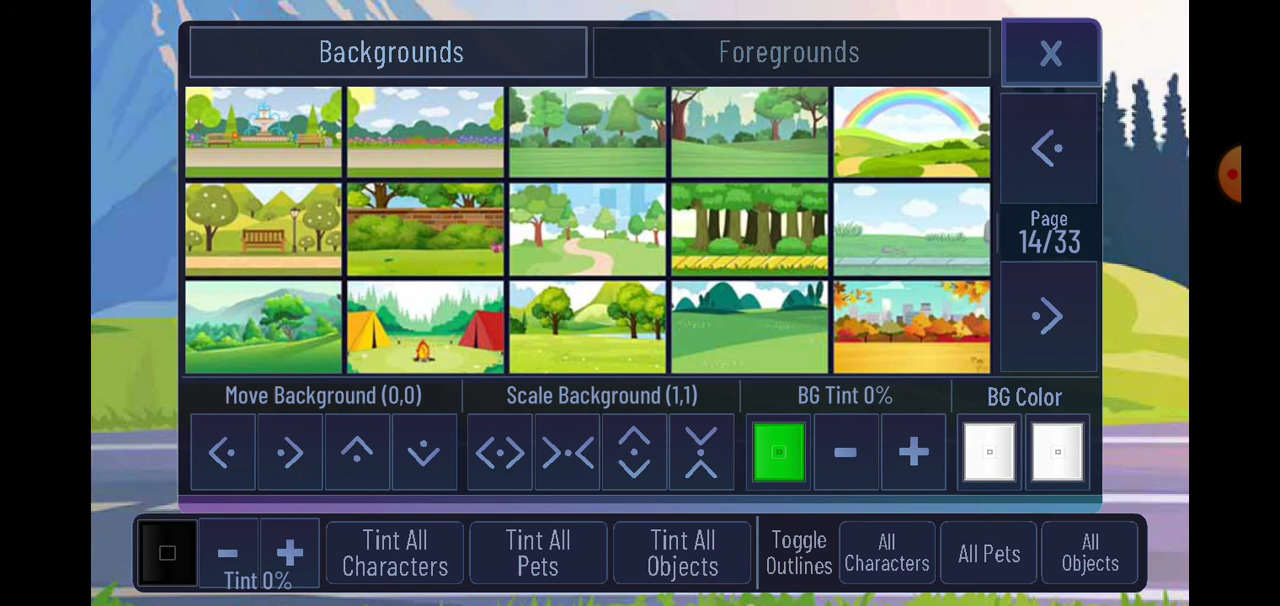 Backgrounds
Foregrounds
X
Page
14/33
Move Background (0,0)
Scale Background (1,1)
BG Tint 0%
BG Color
Tint 0%
Tint All
Characters
Tint All
Pets
Tint All
Objects
Toggle
Outlines
All
Characters
All Pets
All
Objects